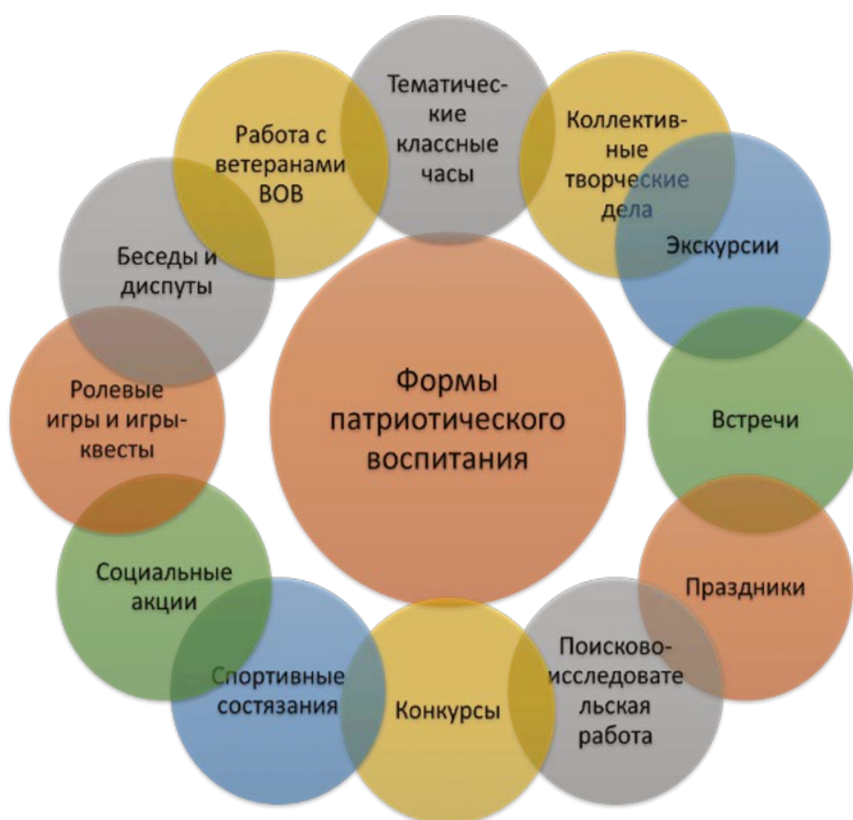 Тематичес-
кие
классные
часы
Коллектив-
ные
творческие
дела
Экскурсии
Встречи
Праздники
Поисково-
исследовате
льская
работа
Конкурсы
Спортивные
состязания
Социальные
акции
Ролевые
игры и игры-
квесты
Беседы и
диспуты
Работа с
ветеранами
ВОВ
Формы
патриотического
воспитания